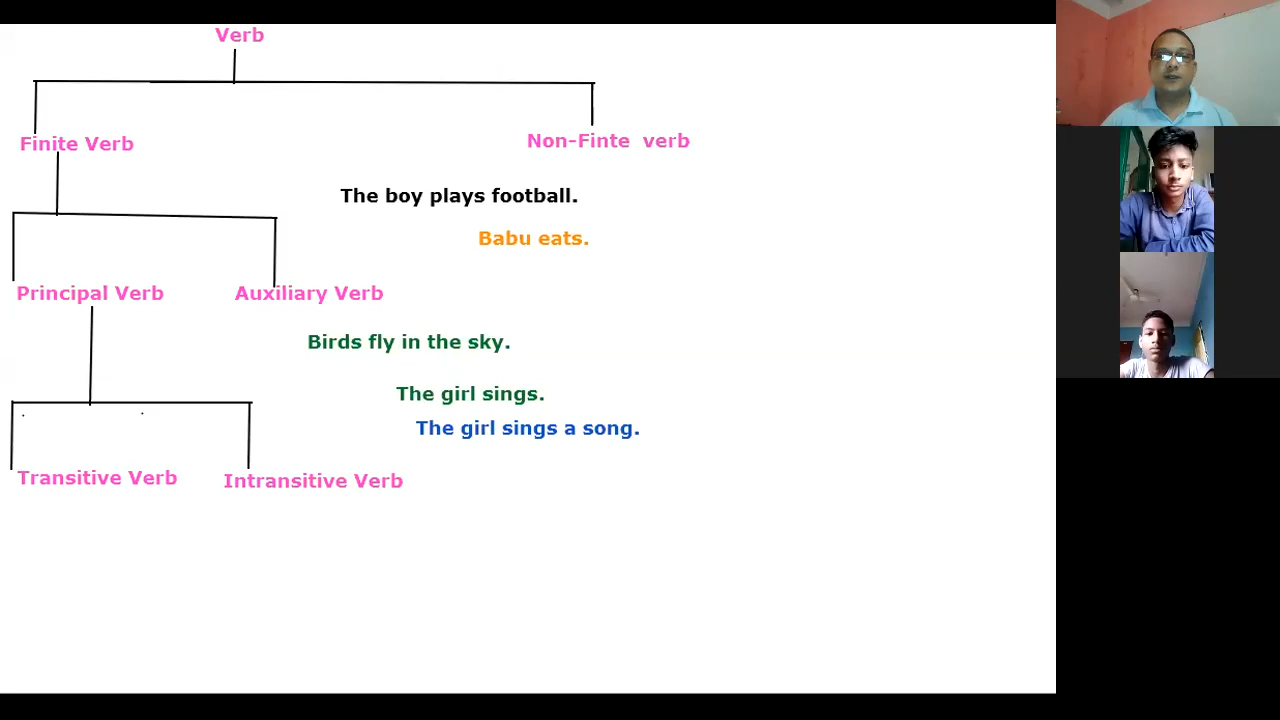 Verb
Finite Verb
Non-Finte verb
The boy plays football.
Babu eats.
Principal Verb
Auxiliary Verb
Birds fly in the sky.
The girl sings.
The girl sings a song.
Transitive Verb
Intransitive Verb